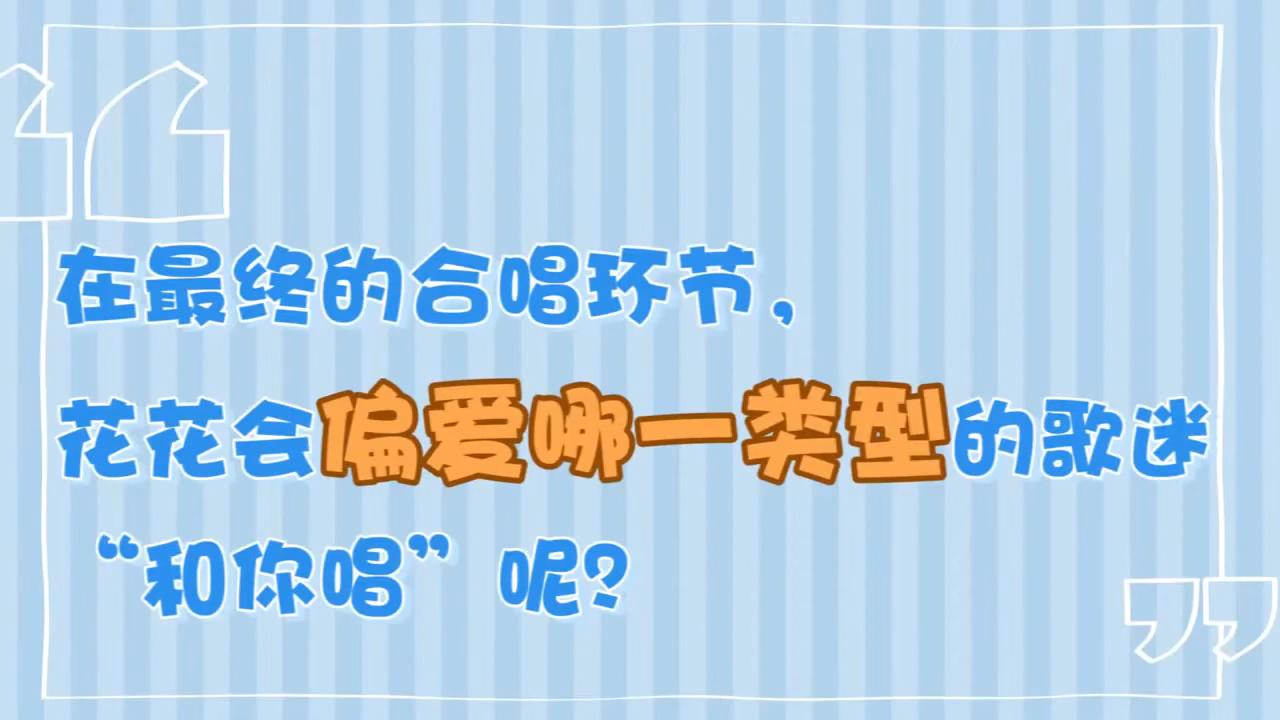 在最终的合唱环节，
花花会偏爱哪一类型的歌迷
“和你唱”呢？